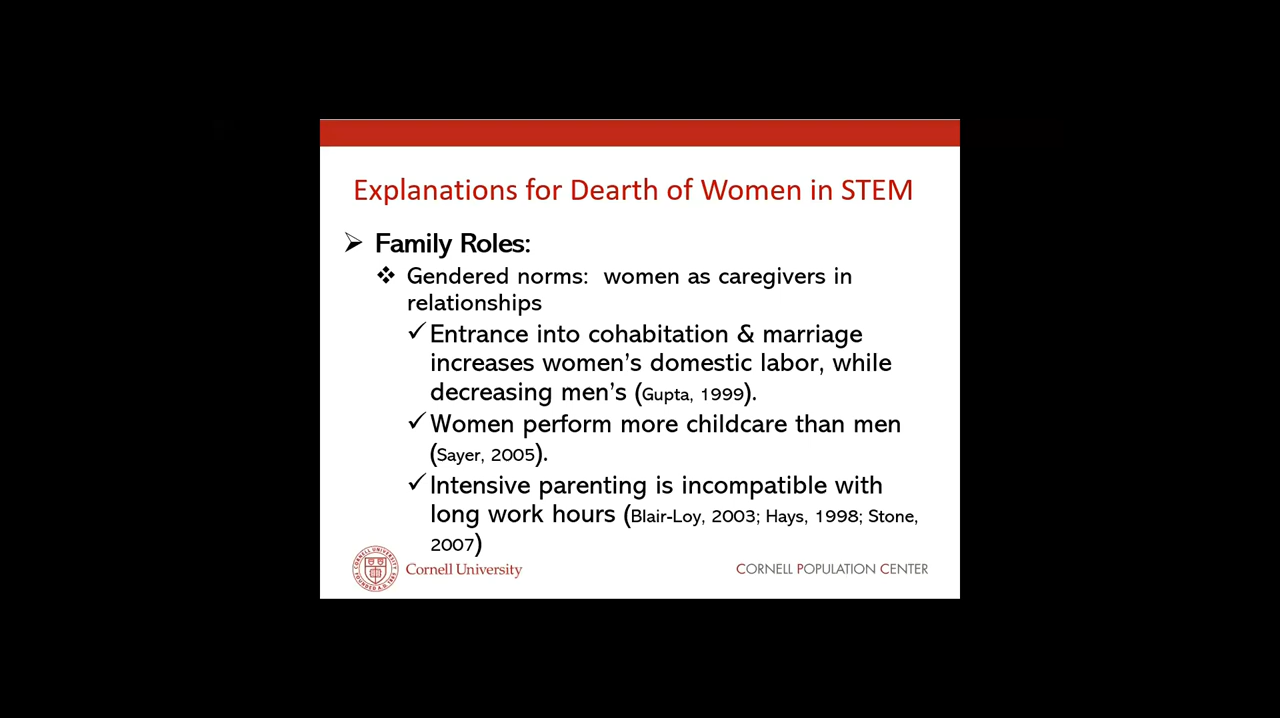 Explanations for Dearth of Women in STEM
➢ Family Roles:
❖ Gendered norms:  women as caregivers in
relationships
✓Entrance into cohabitation & marriage
increases women’s domestic labor, while
decreasing men’s (Gupta, 1999).
✓Women perform more childcare than men
(Sayer, 2005).
✓Intensive parenting is incompatible with
long work hours (Blair-Loy, 2003; Hays, 1998; Stone,
2007)
Cornell University
CORNELL POPULATION CENTER